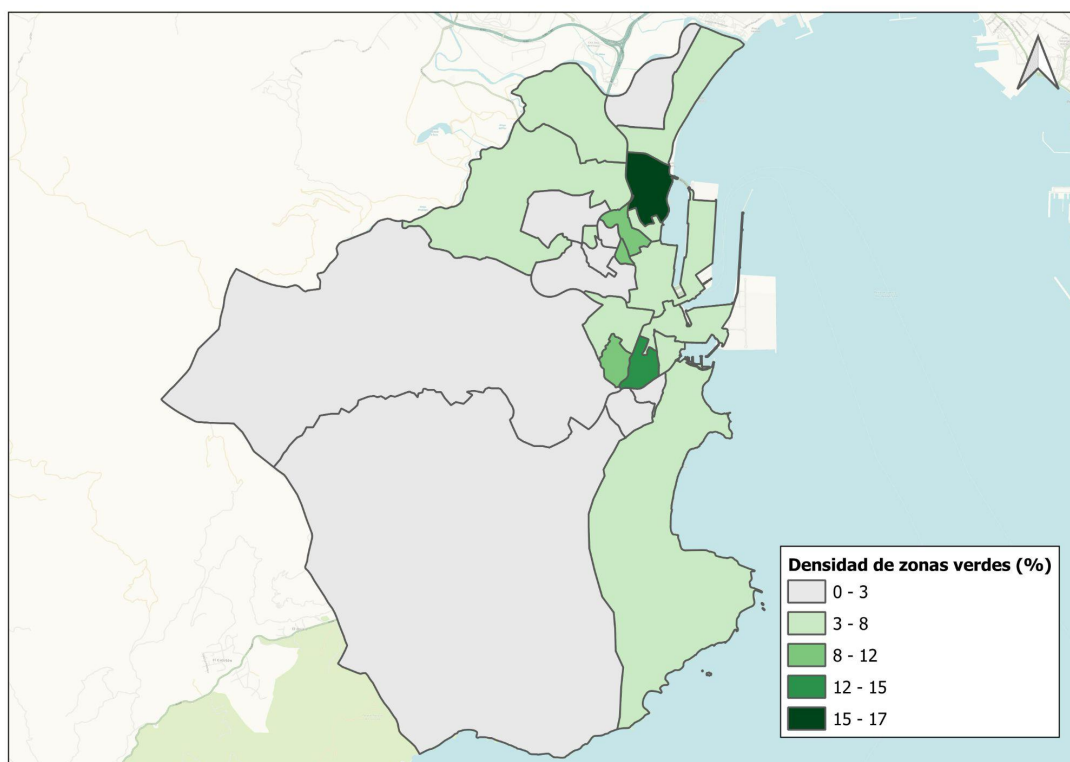 Densidad de zonas verdes (%)
0 - 3
3 - 8
8 - 12
12 - 15
15 - 17